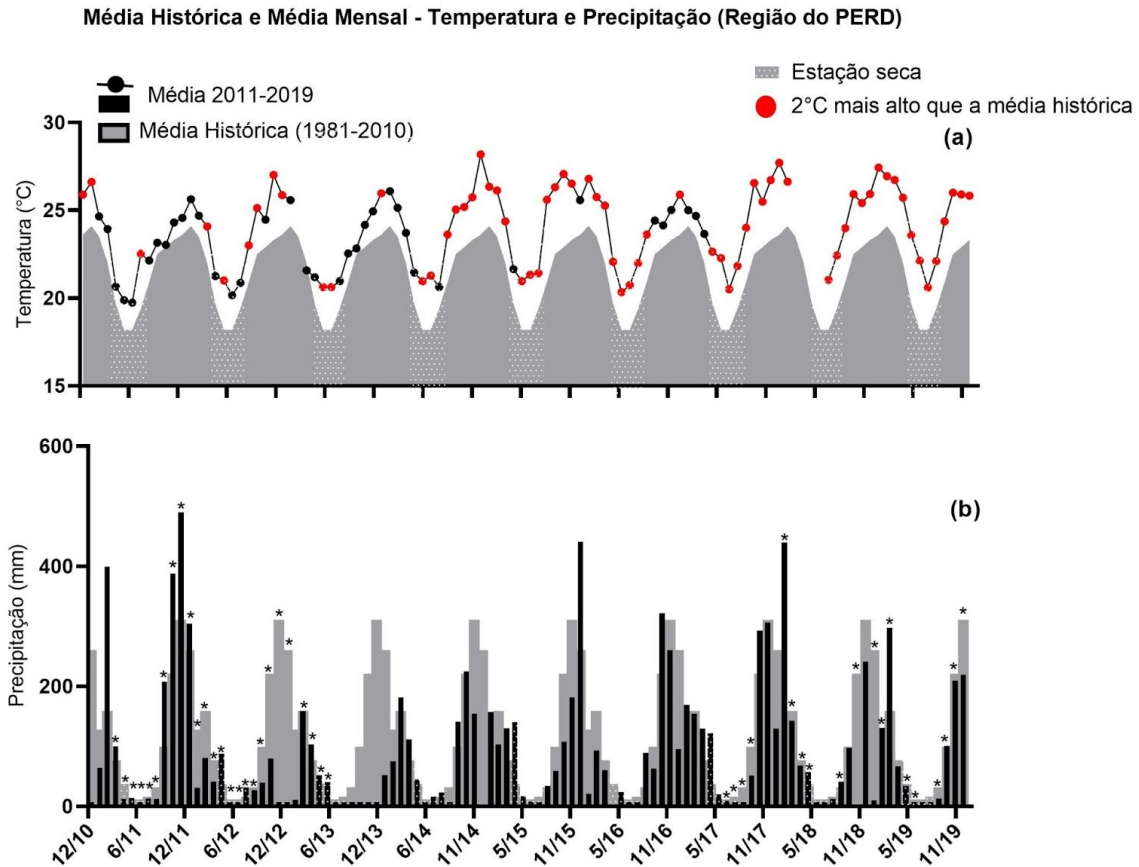 Média Histórica e Média Mensal - Temperatura e Precipitação (Região do PERD)
Média 2011-2019
Média Histórica (1981-2010)
Estação seca
2°C mais alto que a média histórica
(a)
Temperatura (°C)
30
25
20
15
(b)
Precipitação (mm)
600
400
200
0
12/10 6/11 12/11 6/12 12/12 6/13 12/13 6/14 11/14 5/15 11/15 5/16 11/16 5/17 11/17 5/18 11/18 5/19 11/19